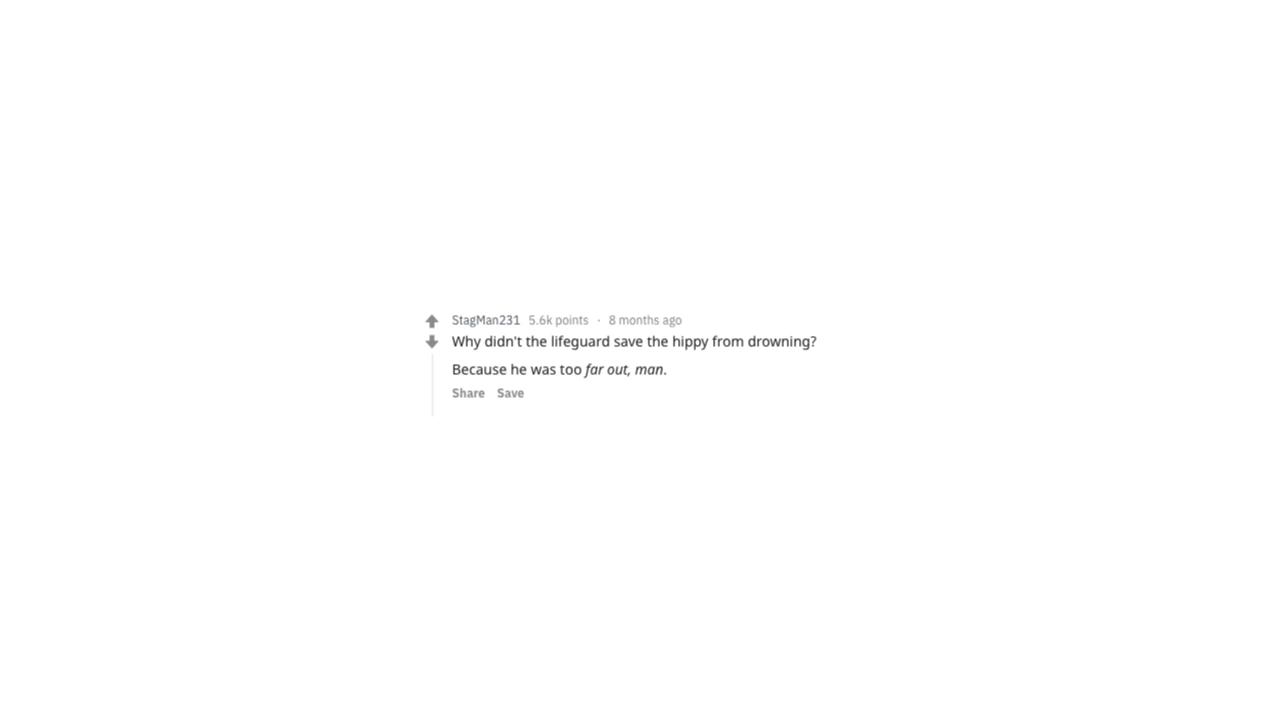 StagMan231 5.6k points · 8 months ago
Why didn't the lifeguard save the hippy from drowning?
Because he was too far out, man.
Share Save